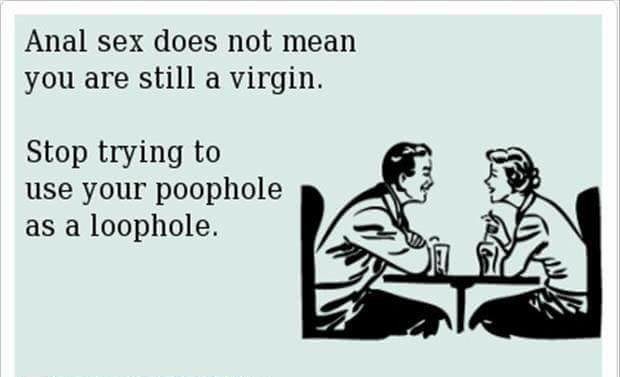 Anal sex does not mean
you are still a virgin.
Stop trying to
use your poophole
as a loophole.